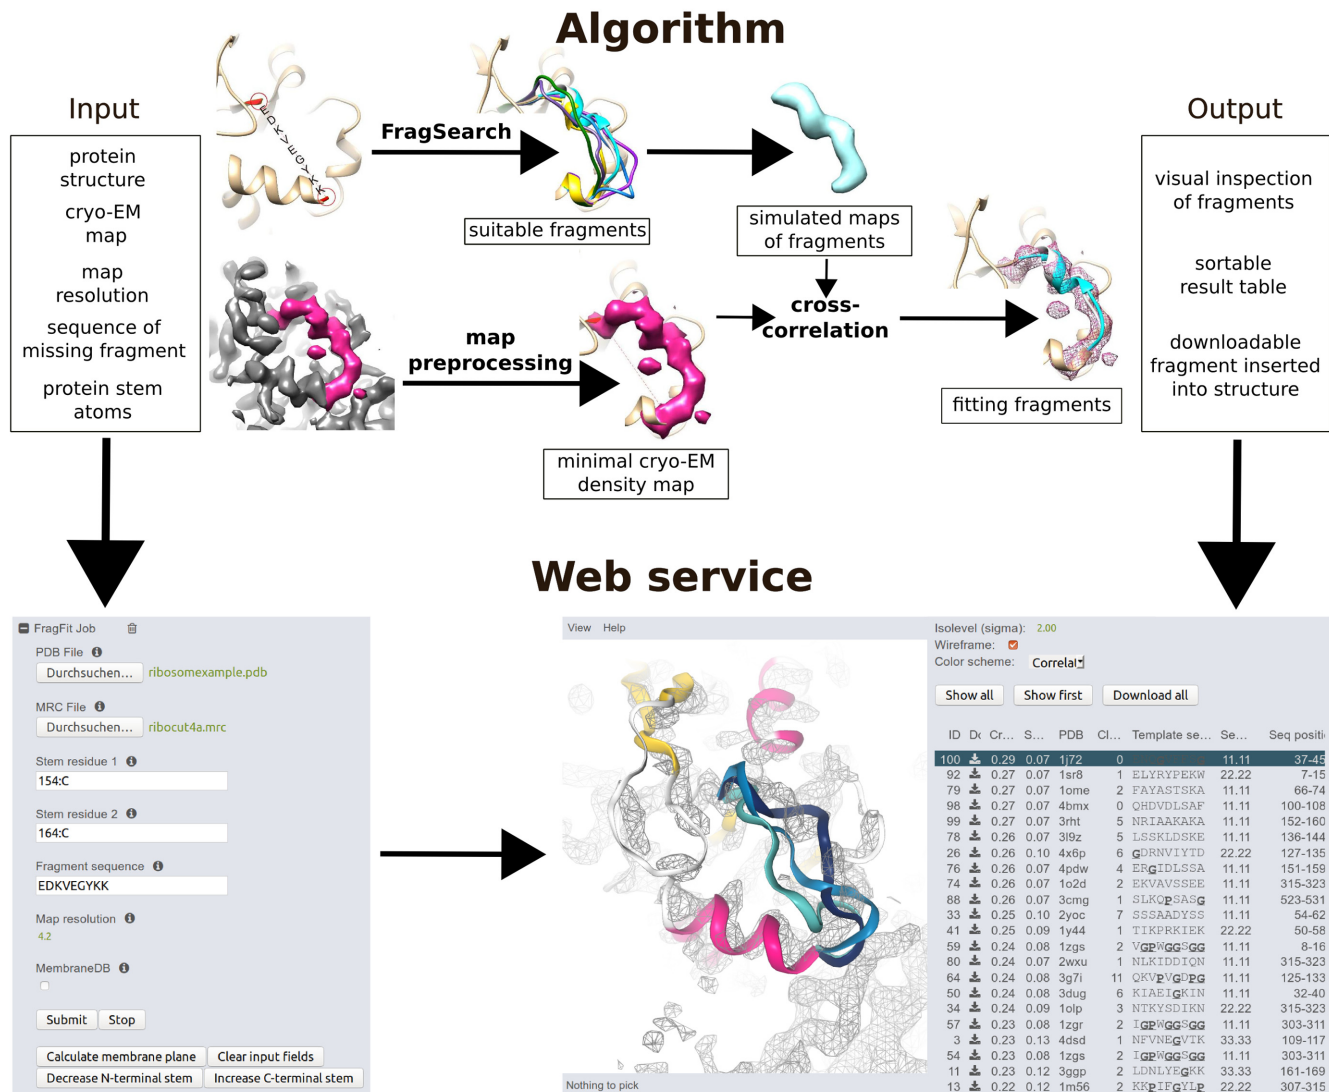 Algorithm
Input
protein
structure
cryo-EM
map
map
resolution
sequence of
missing fragment
protein stem
atoms
EDKVEGYKK
FragSearch
suitable fragments
simulated maps
of fragments
map
preprocessing
minimal cryo-EM
density map
cross-
correlation
fitting fragments
Output
visual inspection
of fragments
sortable
result table
downloadable
fragment inserted
into structure
Web service
FragFit Job
PDB File
Durchsuchen... ribosomexample.pdb
MRC File
Durchsuchen... ribocut4a.mrc
Stem residue 1
154:C
Stem residue 2
164:C
Fragment sequence
EDKVEGYKK
Map resolution
4.2
MembraneDB
Submit Stop
Calculate membrane plane Clear input fields
Decrease N-terminal stem Increase C-terminal stem
View Help
Nothing to pick
Isolevel (sigma): 2.00
Wireframe:
Color scheme: Correlat
Show all Show first Download all
ID Dc Cr... S... PDB Cl... Template se... Se... Seq positi
100 0.29 0.07 1j72 0 37-45
92 0.27 0.07 1sr8 1 ELYRYPEKW 22.22 7-15
79 0.27 0.07 1ome 2 FAYASTSKA 11.11 66-74
98 0.27 0.07 4bmx 0 QHDVDLSAF 11.11 100-108
99 0.27 0.07 3rht 5 NRIAAKAKA 11.11 152-160
78 0.26 0.07 3l9z 5 LSSKLDSKE 11.11 136-144
26 0.26 0.10 4x6p 6 GDRNVIYTD 22.22 127-135
76 0.26 0.07 4pdw 4 ERGIDLSSA 11.11 151-159
74 0.26 0.07 1o2d 2 EKVAVSSEE 11.11 315-323
88 0.26 0.07 3cmg 1 SLKQPSASG 11.11 523-531
33 0.25 0.10 2yoc 7 SSSAADYSS 11.11 54-62
41 0.25 0.09 1y44 1 TIKPRKIEK 22.22 50-58
59 0.24 0.08 1zgs 2 VGPWGGSGG 11.11 8-16
80 0.24 0.07 2wxu 1 NLKIDDIQN 11.11 315-323
64 0.24 0.08 3g7i 11 QKVPVGDPG 11.11 125-133
50 0.24 0.08 3dug 6 KIAEIGKIN 11.11 32-40
34 0.24 0.09 1olp 3 NTKYSDIKN 22.22 315-323
57 0.23 0.08 1zgr 2 IGPWGGSGG 11.11 303-311
3 0.23 0.13 4dsd 1 NFVNEGVTK 33.33 109-117
54 0.23 0.08 1zgs 2 IGPWGGSGG 11.11 303-311
11 0.23 0.12 3ggp 2 LDNLYEGKK 33.33 161-169
13 0.22 0.12 1m56 2 KKPIFGILP 22.22 307-315